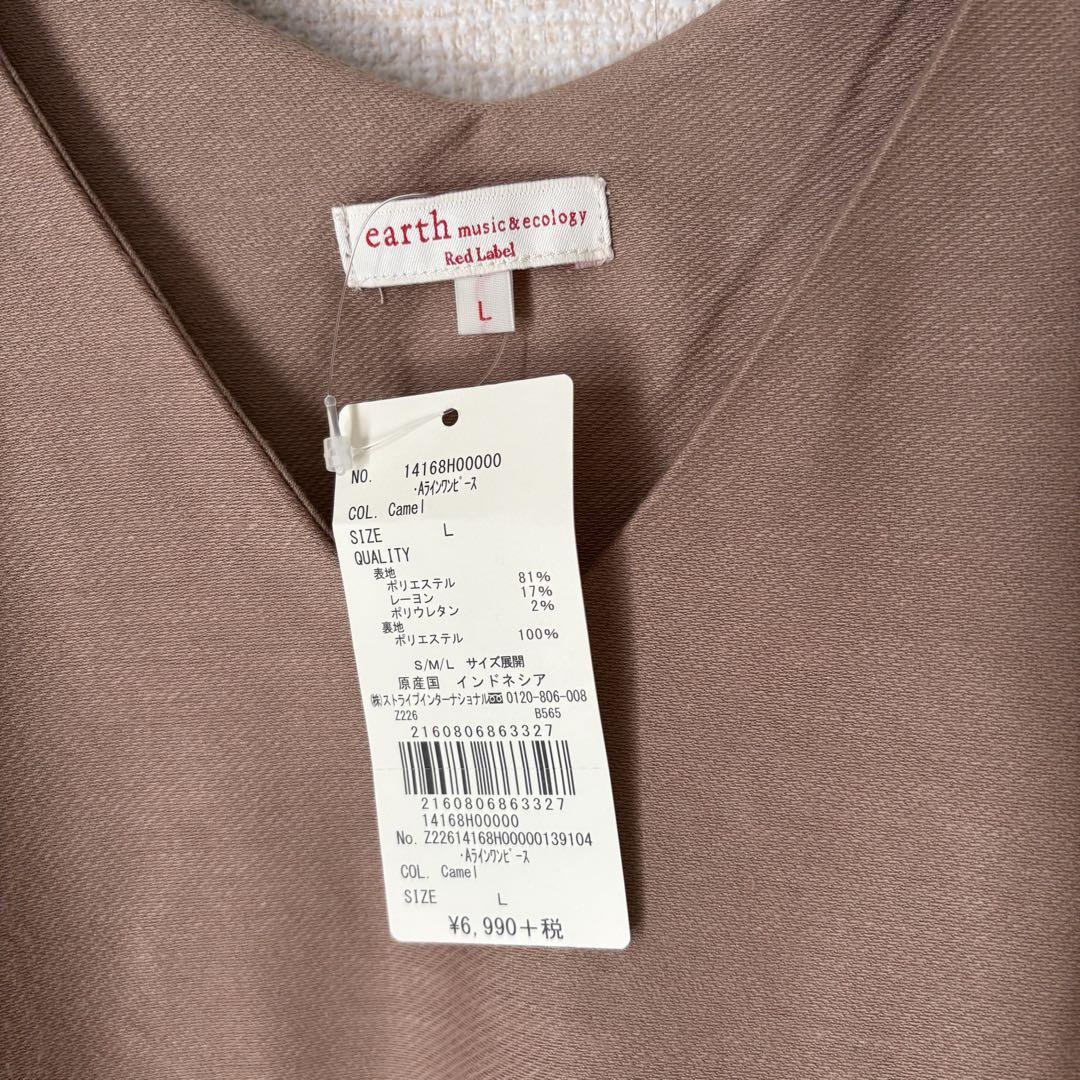 earth music&ecology
Red Label
L
NO. 14168H00000
・Aﾗｲﾝﾜﾝﾋﾟｰｽ
COL. Camel
SIZE L
QUALITY
表地
ポリエステル 81%
レーヨン 17%
ポリウレタン 2%
裏地
ポリエステル 100%
S/M/L サイズ展開
原産国 インドネシア
㈱ストライプインターナショナル 0120-806-008
Z226 B565
2160806863327
2160806863327
14168H00000
No. Z22614168H00000139104
・Aﾗｲﾝﾜﾝﾋﾟｰｽ
COL. Camel
SIZE L
¥6,990+税